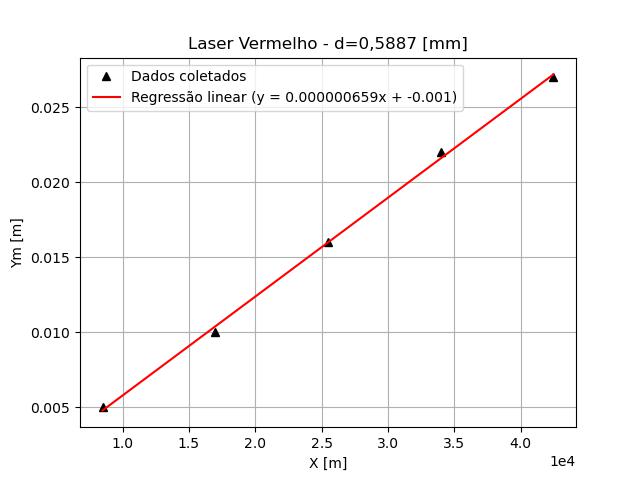 Laser Vermelho - d=0,5887 [mm]
Dados coletados
Regressão linear (y = 0.000000659x + -0.001)
0.025
0.020
0.015
0.010
0.005
Ym [m]
1.0 1.5 2.0 2.5 3.0 3.5 4.0
1e4
X [m]